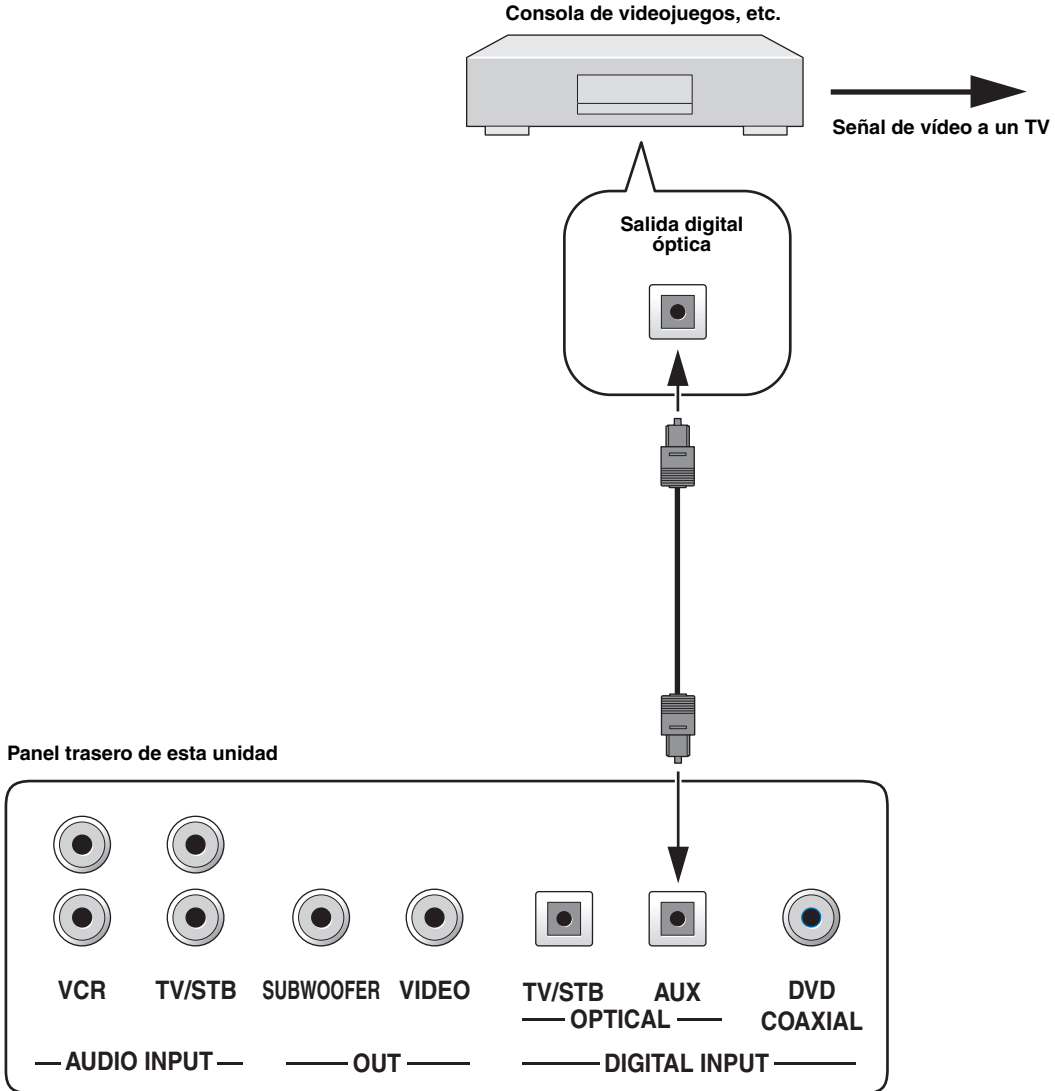 Consola de videojuegos, etc.
Señal de vídeo a un TV
Salida digital
óptica
Panel trasero de esta unidad
VCR TV/STB SUBWOOFER VIDEO TV/STB AUX DVD
OPTICAL COAXIAL
AUDIO INPUT OUT DIGITAL INPUT